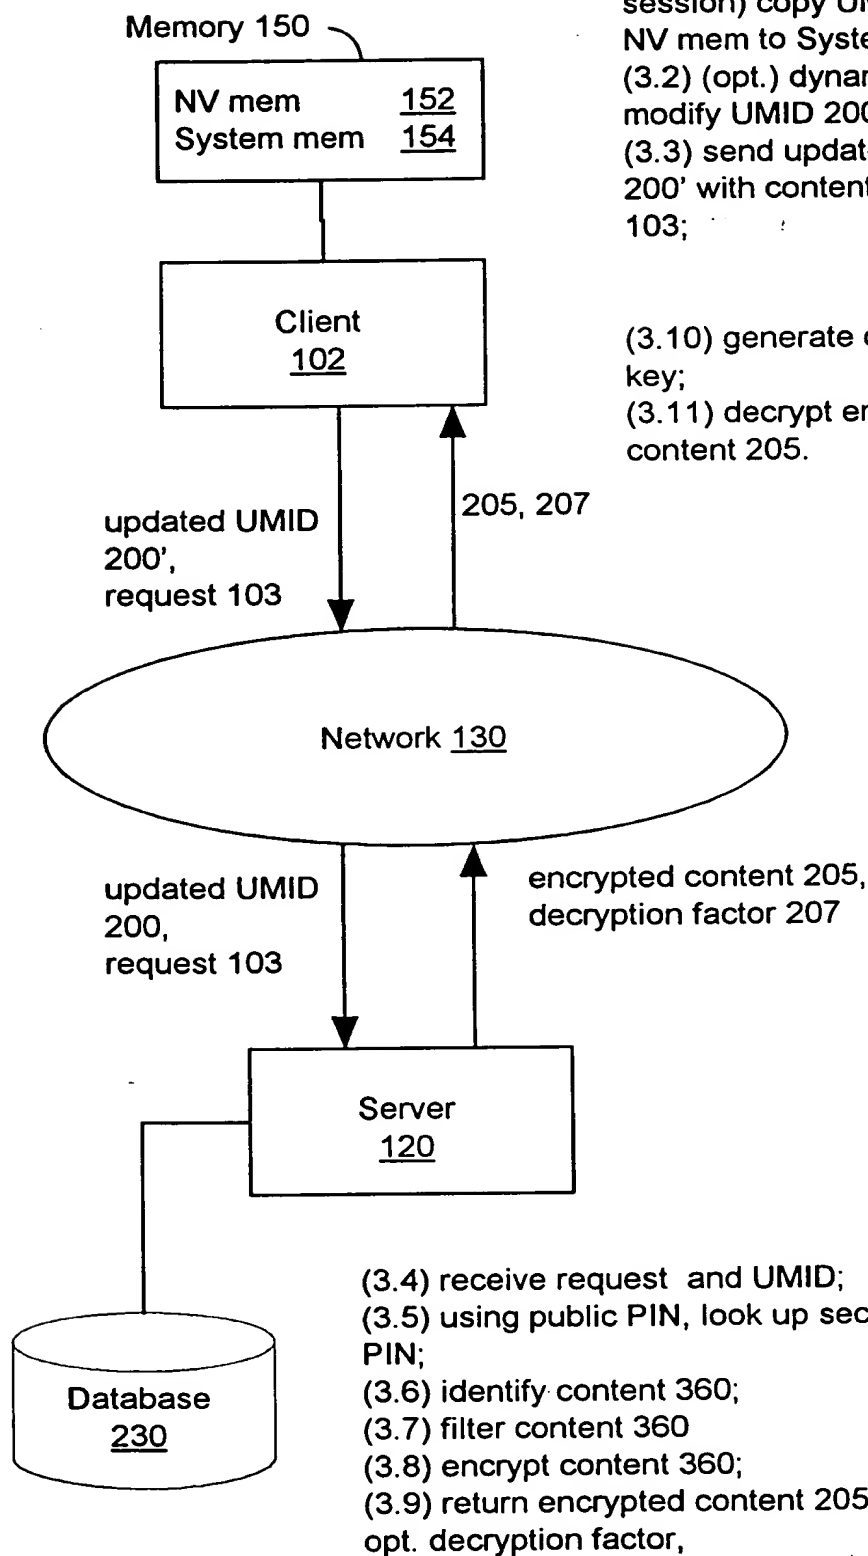 session) copy
Memory 150
NV mem to
NV mem 152
System mem 154
(3.2) (opt.)
modify UMID 200
(3.3) send
200' with content
103;
Client
102
(3.10) generate
key;
(3.11) decrypt
content 205.
205, 207
updated UMID
200',
request 103
Network 130
updated UMID
200,
request 103
encrypted content 205,
decryption factor 207
Server
120
(3.4) receive request and UMID;
(3.5) using public PIN, look up
PIN;
(3.6) identify content 360;
(3.7) filter content 360
(3.8) encrypt content 360;
(3.9) return encrypted content 205
opt. decryption factor,
Database
230